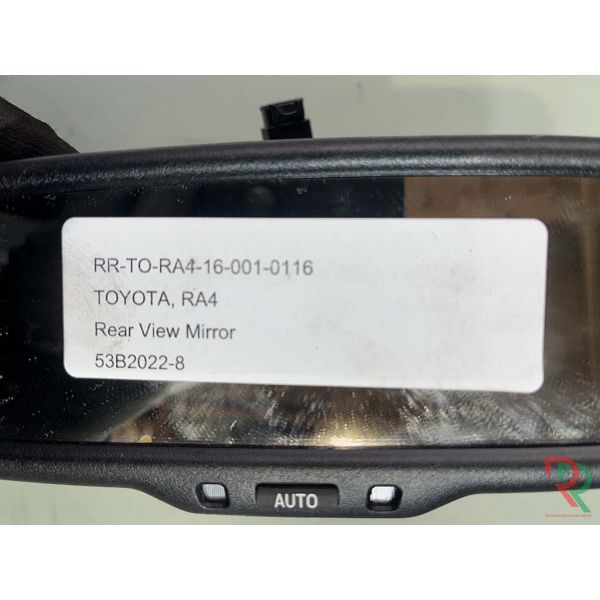 RR-TO-RA4-16-001-0116
TOYOTA, RA4
Rear View Mirror
53B2022-8
AUTO